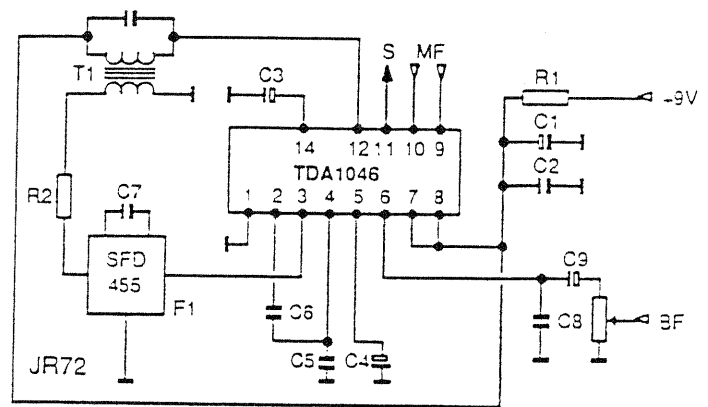 S MF
T1
C3
R1
+9V
C1
C2
14 12 11 10 9
TDA1046
1 2 3 4 5 6 7 8
R2
C7
SFD
455
F1
C6
C5
C4
C9
C8
BF
JR72